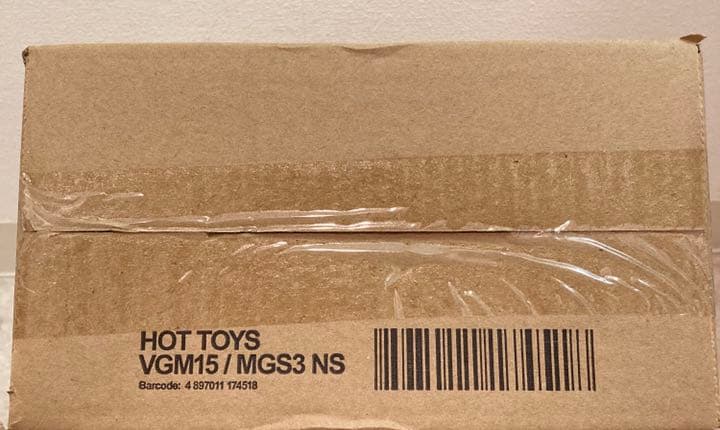 HOT TOYS
VGM15 / MGS3 NS
Barcode: 4 897011 174518